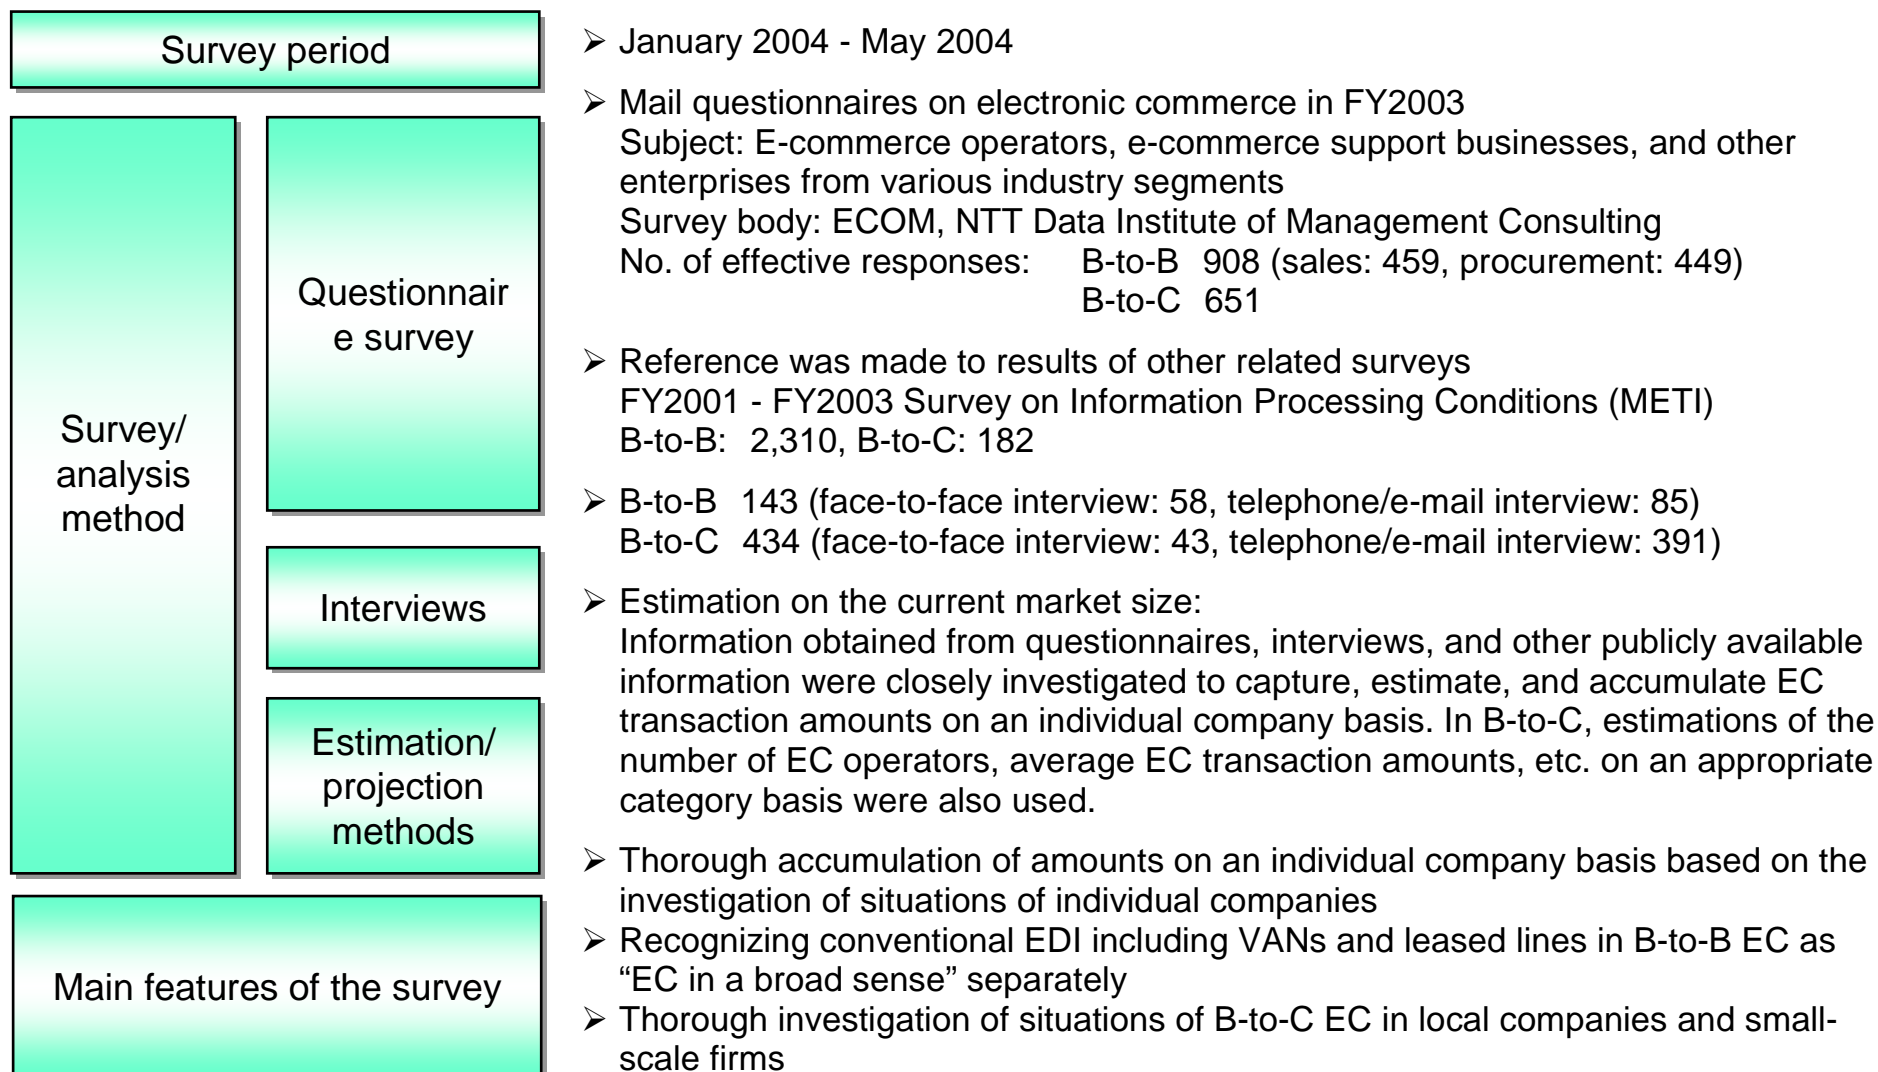 Survey period
➢ January 2004 - May 2004
Survey/
analysis
method
Questionnair
e survey
➢ Mail questionnaires on electronic commerce in FY2003
Subject: E-commerce operators, e-commerce support businesses, and other
enterprises from various industry segments
Survey body: ECOM, NTT Data Institute of Management Consulting
No. of effective responses: B-to-B 908 (sales: 459, procurement: 449)
B-to-C 651
➢ Reference was made to results of other related surveys
FY2001 - FY2003 Survey on Information Processing Conditions (METI)
B-to-B: 2,310, B-to-C: 182
Interviews
➢ B-to-B 143 (face-to-face interview: 58, telephone/e-mail interview: 85)
B-to-C 434 (face-to-face interview: 43, telephone/e-mail interview: 391)
Estimation/
projection
methods
➢ Estimation on the current market size:
Information obtained from questionnaires, interviews, and other publicly available
information were closely investigated to capture, estimate, and accumulate EC
transaction amounts on an individual company basis. In B-to-C, estimations of the
number of EC operators, average EC transaction amounts, etc. on an appropriate
category basis were also used.
Main features of the survey
➢ Thorough accumulation of amounts on an individual company basis based on the
investigation of situations of individual companies
➢ Recognizing conventional EDI including VANs and leased lines in B-to-B EC as
“EC in a broad sense” separately
➢ Thorough investigation of situations of B-to-C EC in local companies and small-
scale firms